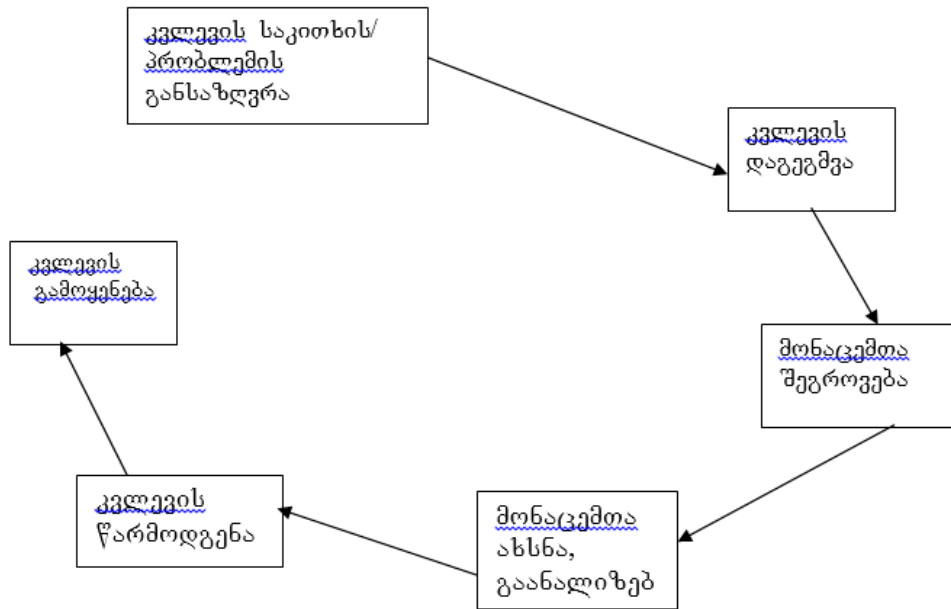 კვლევის საკითხის/
პრობლემის
განსაზღვრა
კვლევის
დაგეგმვა
მონაცემთა
შეგროვება
მონაცემთა
ახსნა,
გაანალიზებ
კვლევის
წარმოდგენა
კვლევის
გამოყენება